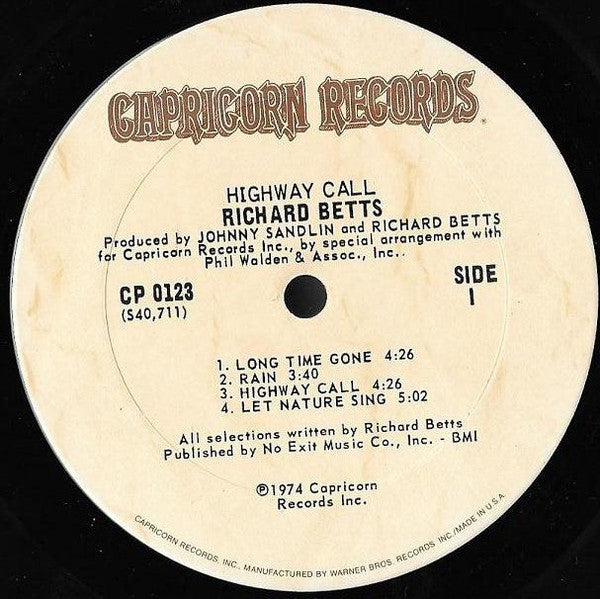 CAPRICORN RECORDS
HIGHWAY CALL
RICHARD BETTS
Produced by JOHNNY SANDLIN and RICHARD BETTS
for Capricorn Records Inc., by special arrangement with
Phil Walden & Assoc., Inc..
CP 0123
(S40,711)
SIDE
1
1. LONG TIME GONE 4:26
2. RAIN 3:40
3. HIGHWAY CALL 4:26
4. LET NATURE SING 5:02
All selections written by Richard Betts
Published by No Exit Music Co., Inc. - BMI
℗1974 Capricorn
Records Inc.
CAPRICORN RECORDS, INC., MANUFACTURED BY WARNER BROS. RECORDS, INC./MADE IN U.S.A.